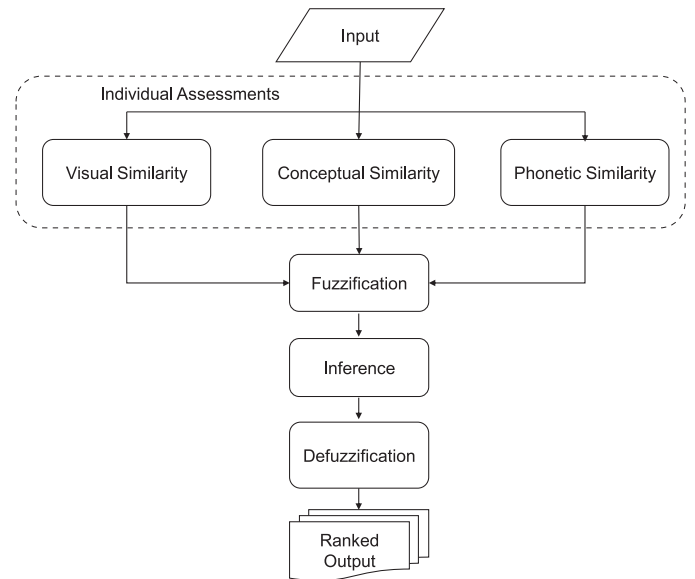 Input
Individual Assessments
Visual Similarity
Conceptual Similarity
Phonetic Similarity
Fuzzification
Inference
Defuzzification
Ranked
Output